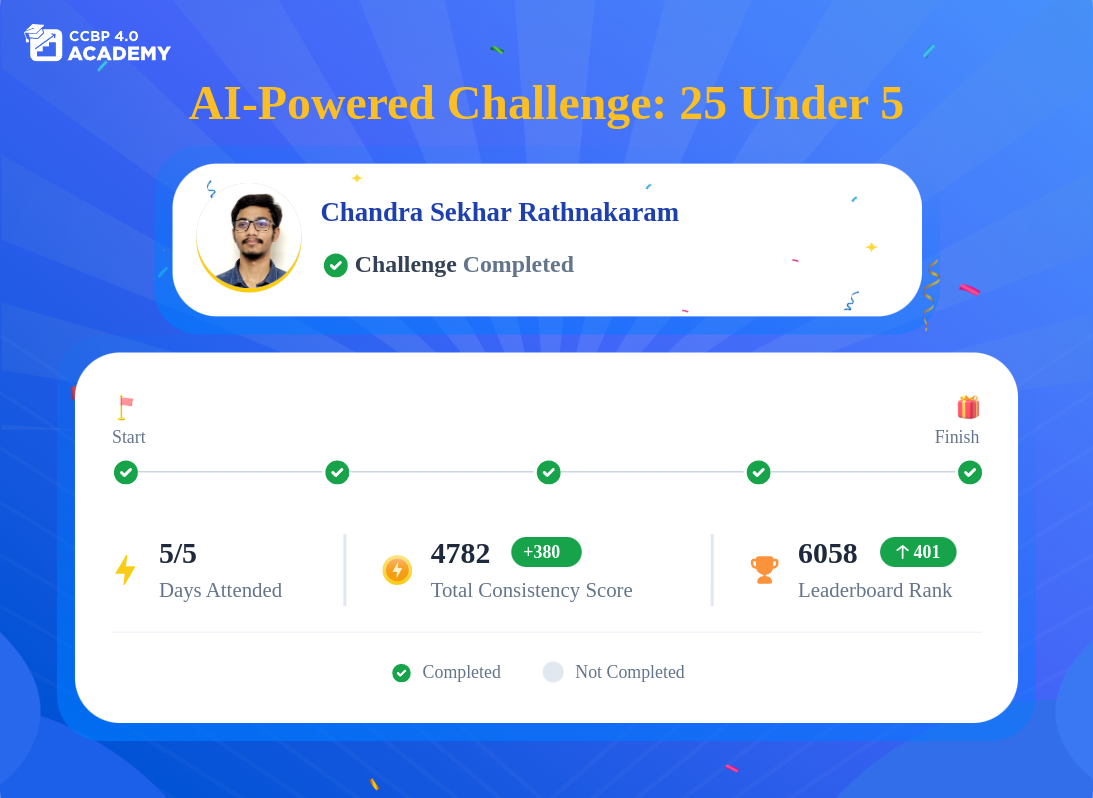 CCBP 4.0
ACADEMY
AI-Powered Challenge: 25 Under 5
Chandra Sekhar Rathnakaram
Challenge Completed
Start
Finish
5/5
Days Attended
4782 +380
Total Consistency Score
6058 ↑ 401
Leaderboard Rank
Completed
Not Completed